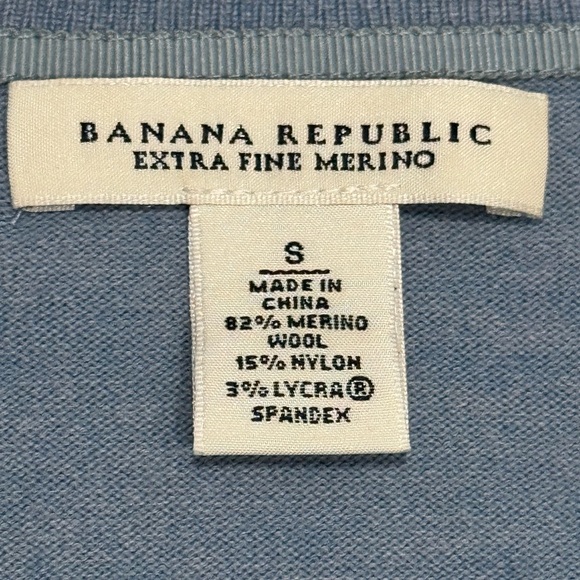 BANANA REPUBLIC
EXTRA FINE MERINO
S
MADE IN
CHINA
82% MERINO
WOOL
15% NYLON
3% LYCRA®
SPANDEX